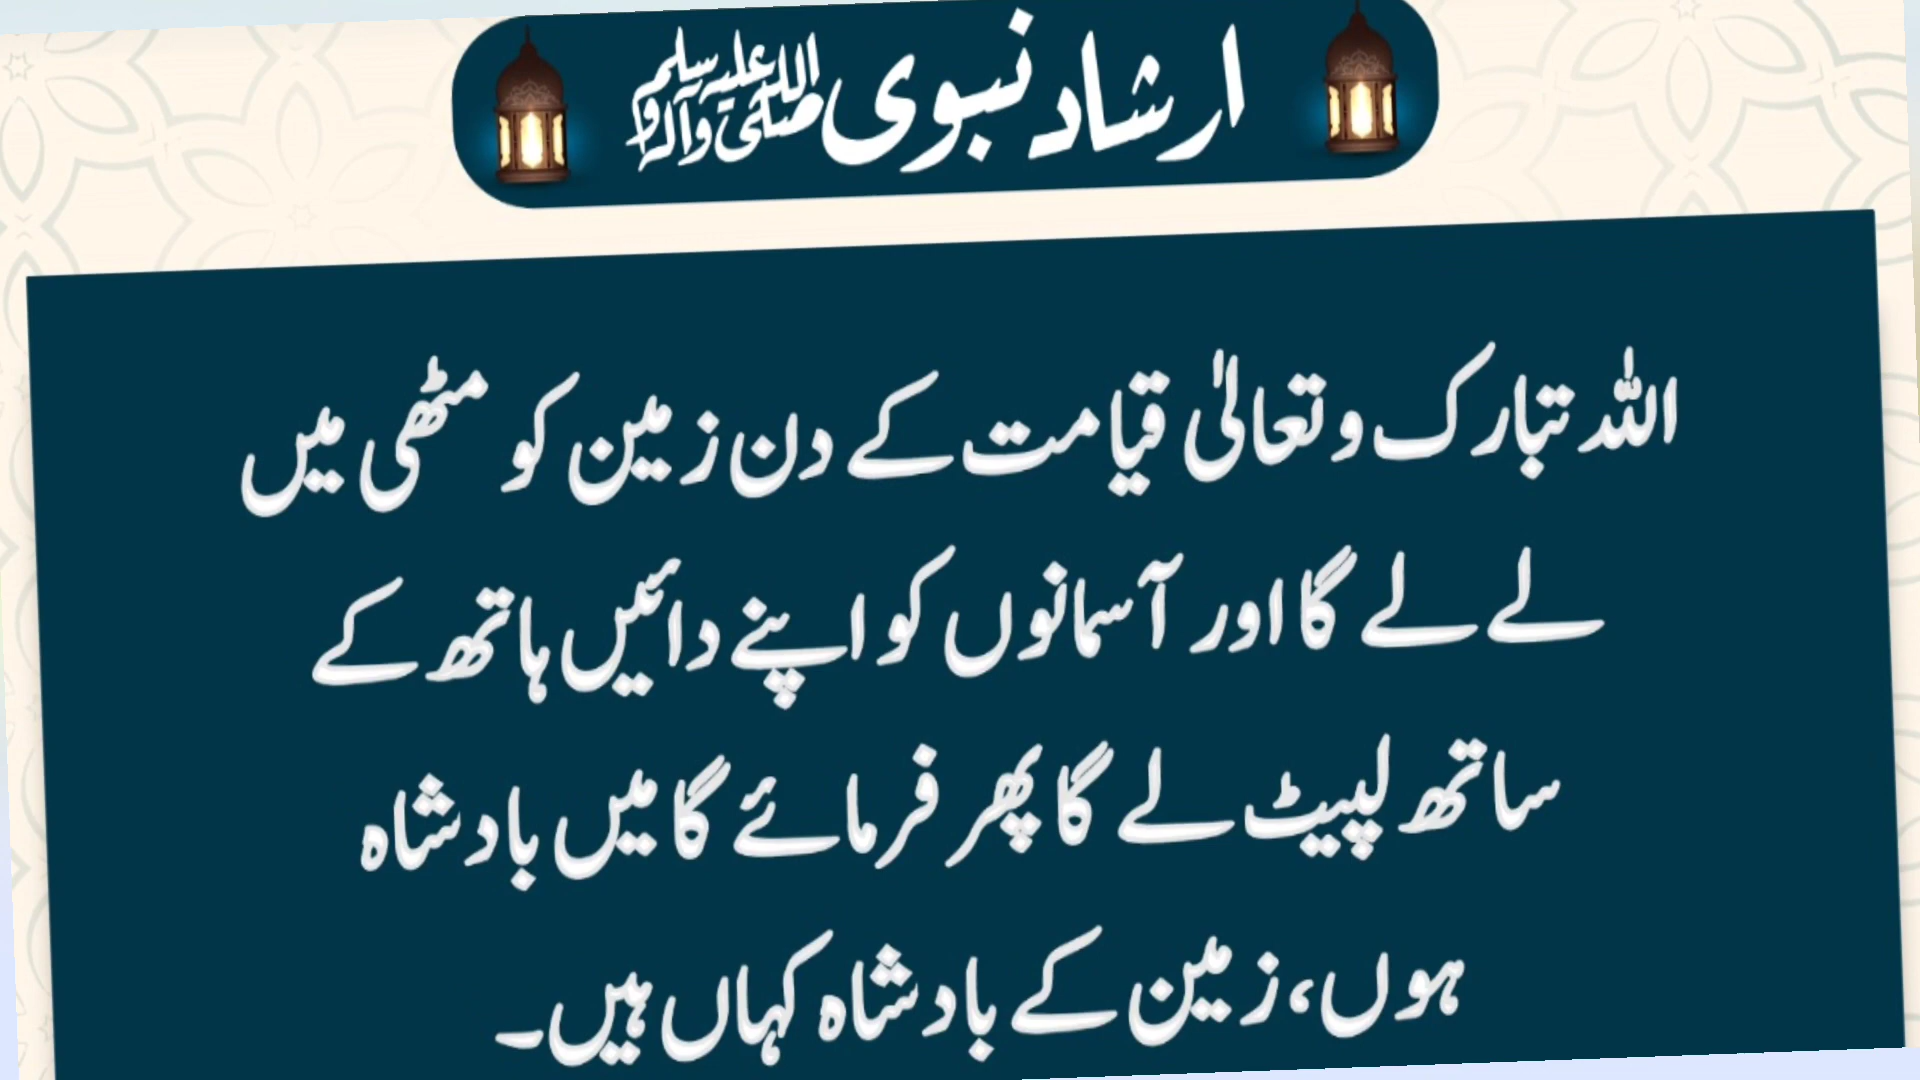 ارشاد نبوی صلی اللہ علیہ وآلہ وسلم
اللہ تبارک و تعالیٰ قیامت کے دن زمین کو مٹھی میں
لے لے گا اور آسمانوں کو اپنے دائیں ہاتھ کے
ساتھ لپیٹ لے گا پھر فرمائے گا میں بادشاہ
ہوں، زمین کے بادشاہ کہاں ہیں۔